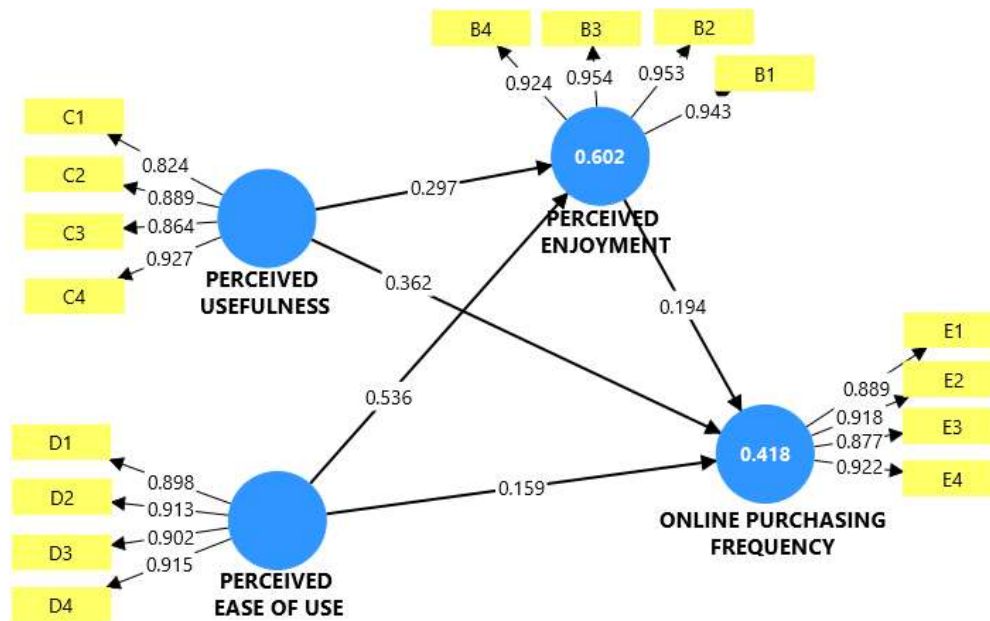 B4
B3
B2
B1
0.924
0.954
0.953
0.943
C1
C2
C3
C4
0.824
0.889
0.864
0.927
0.602
PERCEIVED
ENJOYMENT
0.297
PERCEIVED
USEFULNESS
0.362
0.194
0.536
E1
E2
E3
E4
0.889
0.918
0.877
0.922
0.418
D1
D2
D3
D4
0.898
0.913
0.902
0.915
0.159
ONLINE PURCHASING
FREQUENCY
PERCEIVED
EASE OF USE